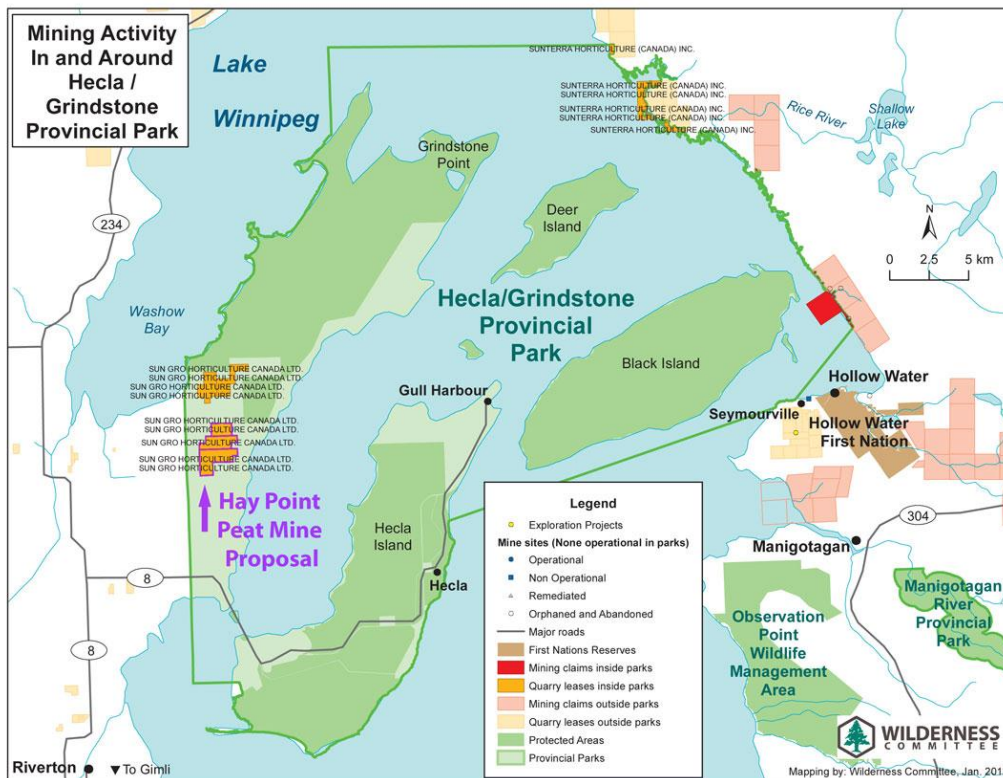 Mining Activity
In and Around
Hecla /
Grindstone
Provincial Park
Lake
Winnipeg
SUNTERRA HORTICULTURE (CANADA) INC.
SUNTERRA HORTICULTURE (CANADA) INC.
SUNTERRA HORTICULTURE (CANADA) INC.
SUNTERRA HORTICULTURE (CANADA) INC.
SUNTERRA HORTICULTURE (CANADA) INC.
SUNTERRA HORTICULTURE (CANADA) INC.
Rice River
Shallow
Lake
Grindstone
Point
234
Deer
Island
N
0 2.5 5 km
Washow
Bay
Hecla/Grindstone
Provincial
Park
Black Island
SUN GRO HORTICULTURE CANADA LTD.
SUN GRO HORTICULTURE CANADA LTD.
SUN GRO HORTICULTURE CANADA LTD.
Gull Harbour
Hollow Water
Seymourville
SUN GRO HORTICULTURE CANADA LTD.
SUN GRO HORTICULTURE CANADA LTD.
SUN GRO HORTICULTURE CANADA LTD.
SUN GRO HORTICULTURE CANADA LTD.
SUN GRO HORTICULTURE CANADA LTD.
Hollow Water
First Nation
Hay Point
Peat Mine
Proposal
Hecla
Island
Hecla
8
8
304
Manigotagan
Manigotagan
River
Provincial
Park
Observation
Point
Wildlife
Management
Area
Legend
Exploration Projects
Mine sites (None operational in parks)
Operational
Non Operational
Remediated
Orphaned and Abandoned
Major roads
First Nations Reserves
Mining claims inside parks
Quarry leases inside parks
Mining claims outside parks
Quarry leases outside parks
Protected Areas
Provincial Parks
Riverton
To Gimli
WILDERNESS
COMMITTEE
Mapping by: Wilderness Committee, Jan. 201